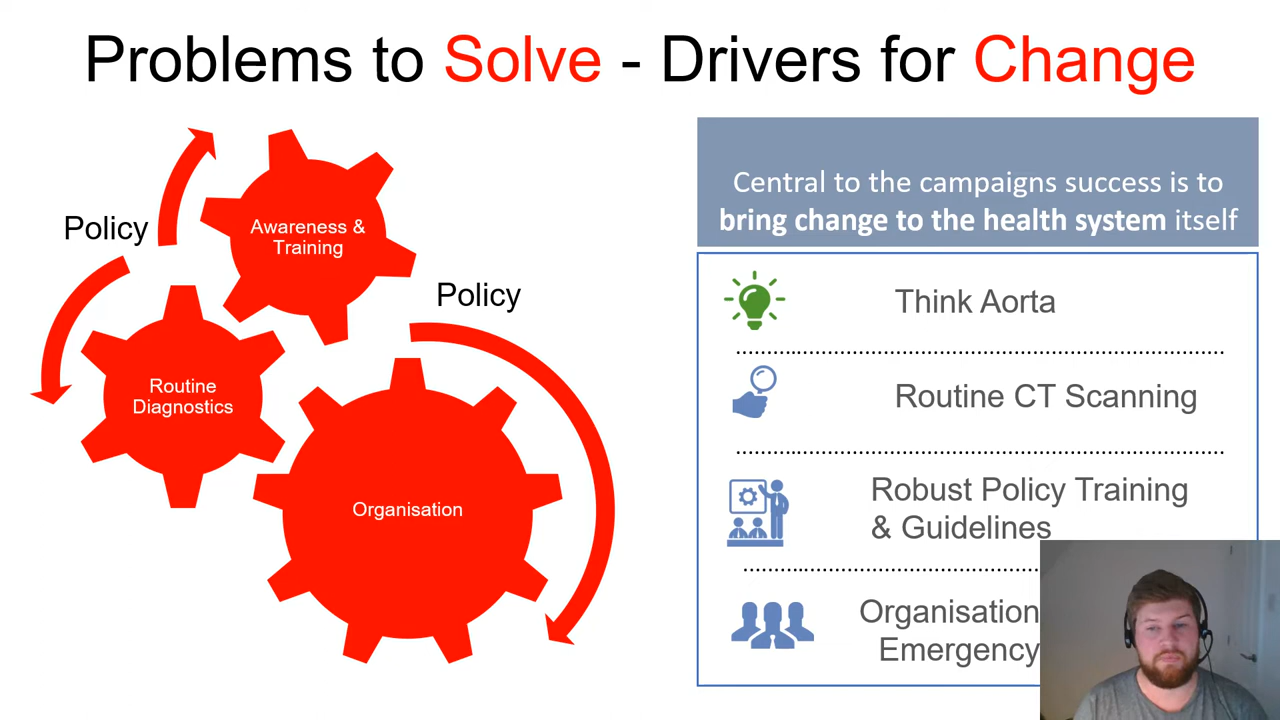 Problems to Solve - Drivers for Change
Policy
Awareness &
Training
Policy
Routine
Diagnostics
Organisation
Central to the campaigns success is to
bring change to the health system itself
Think Aorta
Routine CT Scanning
Robust Policy Training
& Guidelines
Organisation
Emergency